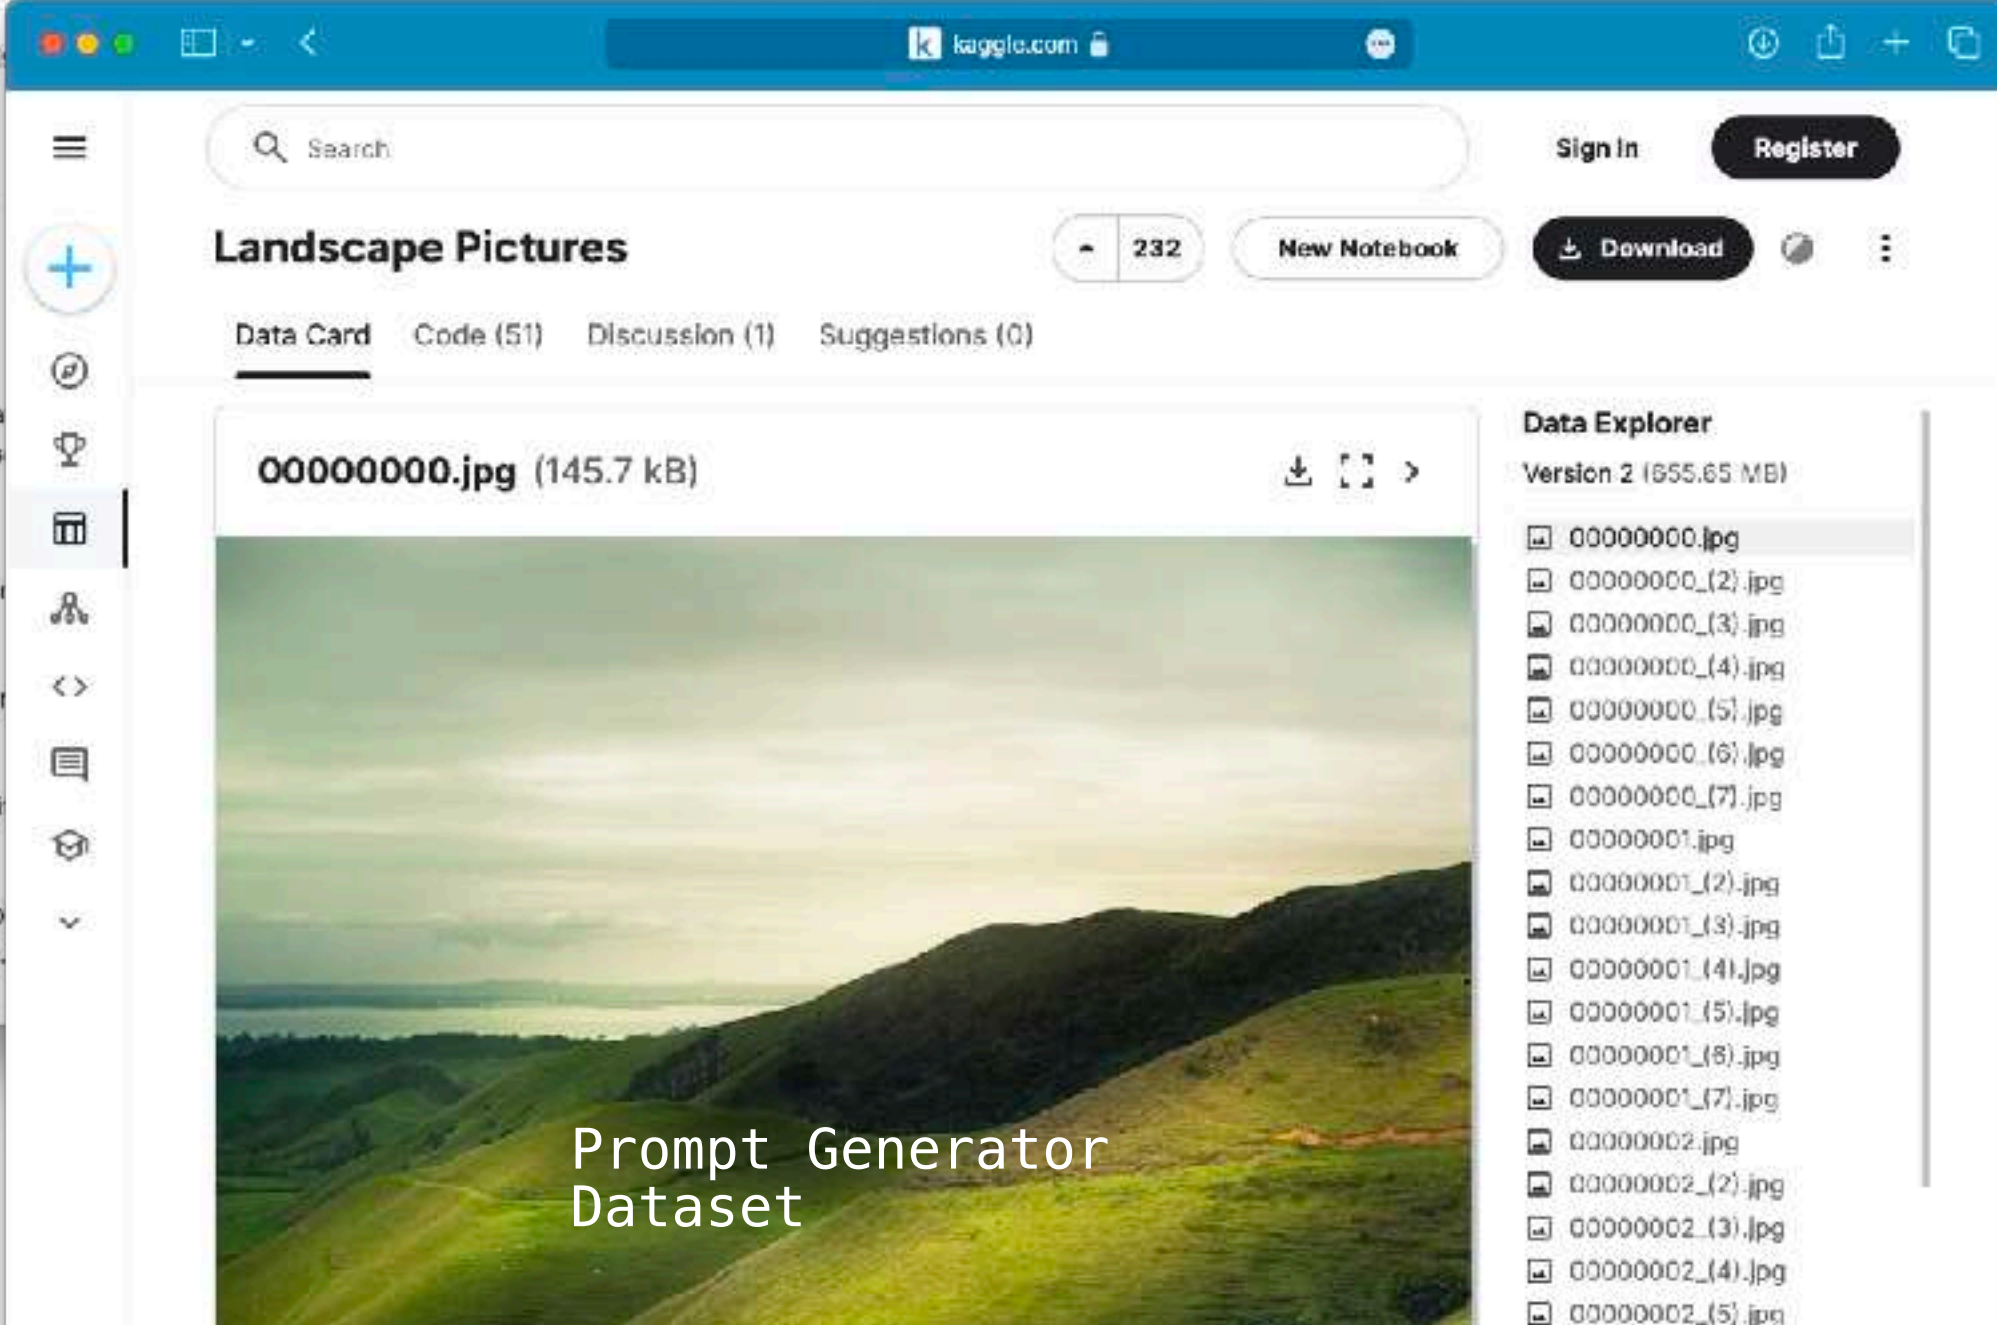 kaggle.com
Search
Sign In
Register
Landscape Pictures
232
New Notebook
Download
Data Card
Code (51)
Discussion (1)
Suggestions (0)
00000000.jpg (145.7 kB)
Data Explorer
Version 2 (655.65 MB)
00000000.jpg
00000000_(2).jpg
00000000_(3).jpg
00000000_(4).jpg
00000000_(5).jpg
00000000_(6).jpg
00000000_(7).jpg
00000001.jpg
00000001_(2).jpg
00000001_(3).jpg
00000001_(4).jpg
00000001_(5).jpg
00000001_(6).jpg
00000001_(7).jpg
00000002.jpg
00000002_(2).jpg
00000002_(3).jpg
00000002_(4).jpg
00000002_(5).jpg
Prompt Generator
Dataset